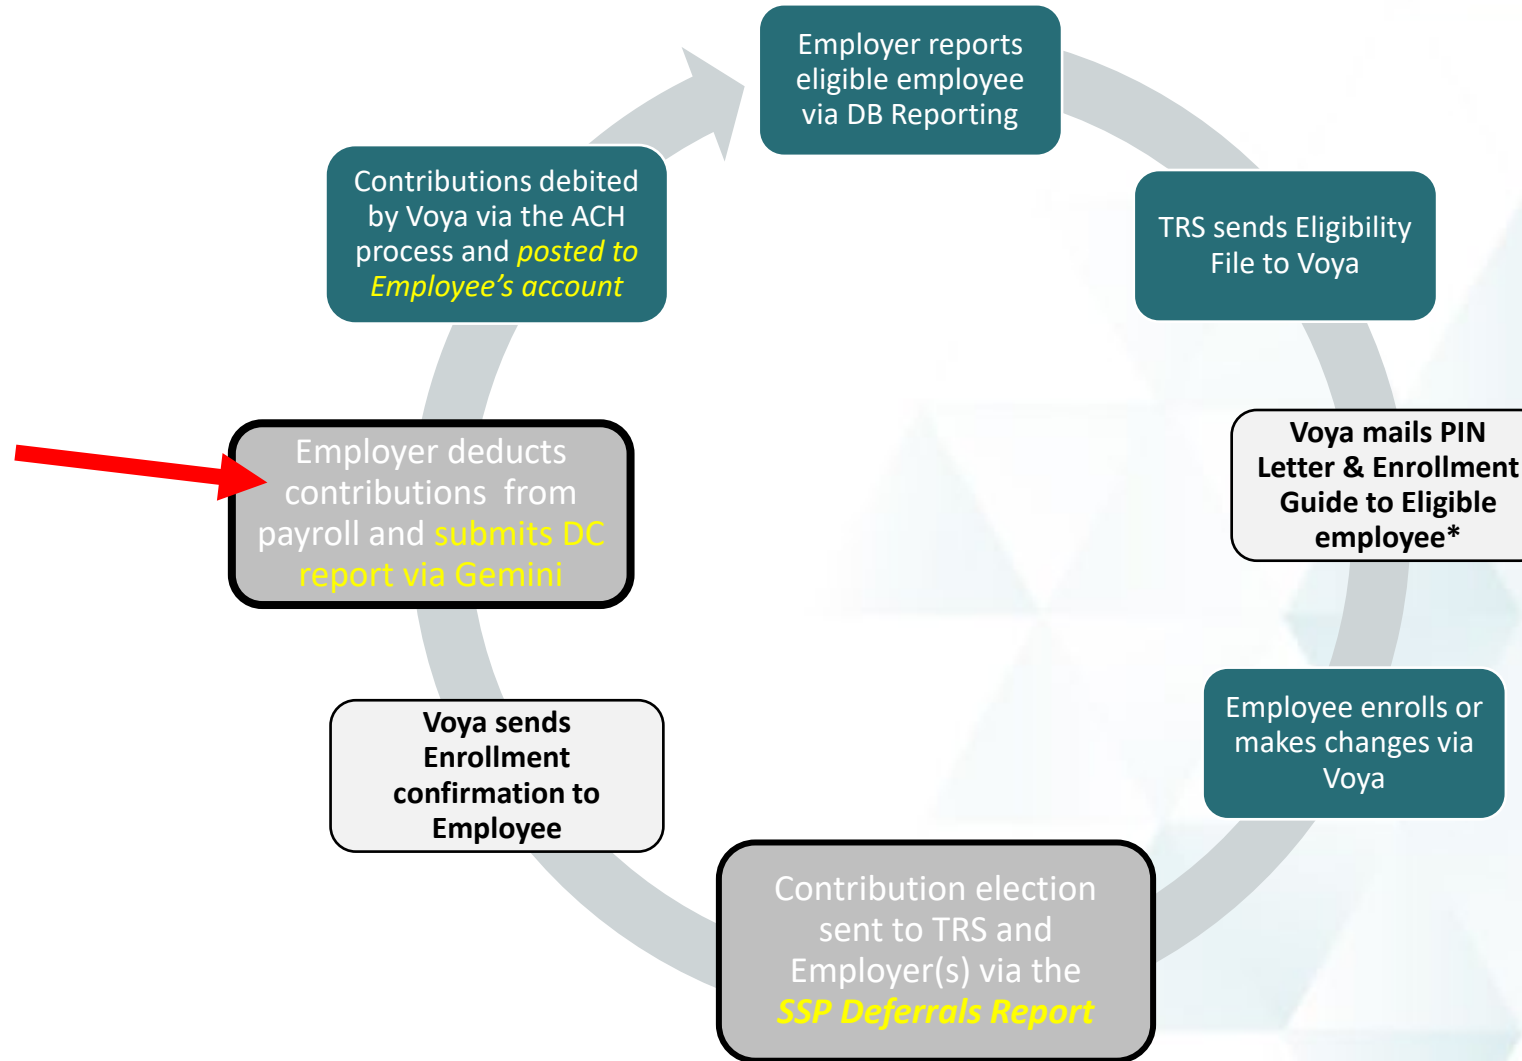 Employer reports
eligible employee
via DB Reporting
TRS sends Eligibility
File to Voya
Voya mails PIN
Letter & Enrollment
Guide to Eligible
employee*
Employee enrolls or
makes changes via
Voya
Contribution election
sent to TRS and
Employer(s) via the
SSP Deferrals Report
Voya sends
Enrollment
confirmation to
Employee
Employer deducts
contributions from
payroll and submits DC
report via Gemini
Contributions debited
by Voya via the ACH
process and posted to
Employee’s account